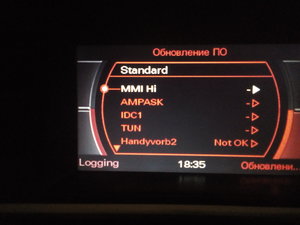 Обновление ПО
Standard
MMI Hi -
AMPASK -
IDC1 -
TUN -
Handyvorb2 Not OK
Logging 18:35 Обновлени..